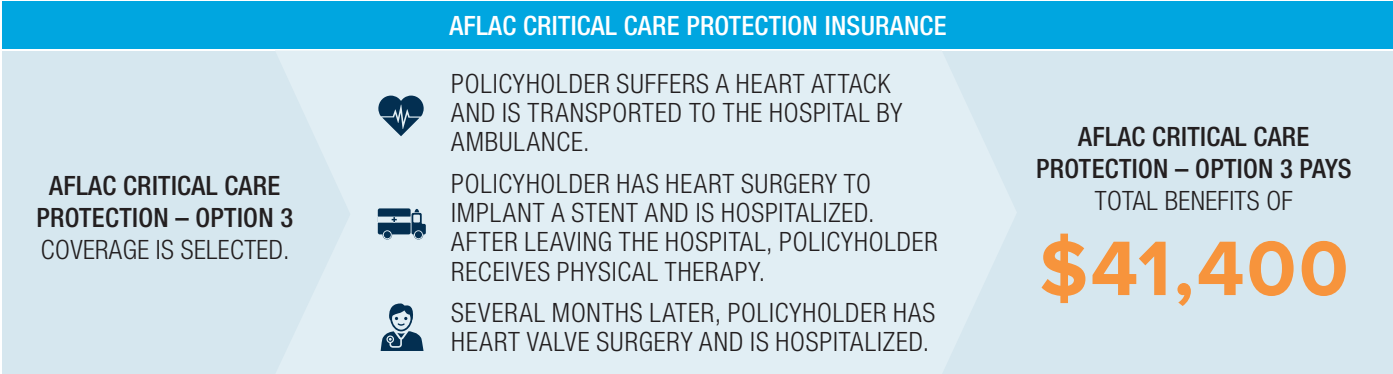 AFLAC CRITICAL CARE PROTECTION INSURANCE
AFLAC CRITICAL CARE
PROTECTION – OPTION 3
COVERAGE IS SELECTED.
POLICYHOLDER SUFFERS A HEART ATTACK
AND IS TRANSPORTED TO THE HOSPITAL BY
AMBULANCE.
POLICYHOLDER HAS HEART SURGERY TO
IMPLANT A STENT AND IS HOSPITALIZED.
AFTER LEAVING THE HOSPITAL, POLICYHOLDER
RECEIVES PHYSICAL THERAPY.
SEVERAL MONTHS LATER, POLICYHOLDER HAS
HEART VALVE SURGERY AND IS HOSPITALIZED.
AFLAC CRITICAL CARE
PROTECTION – OPTION 3 PAYS
TOTAL BENEFITS OF
$41,400